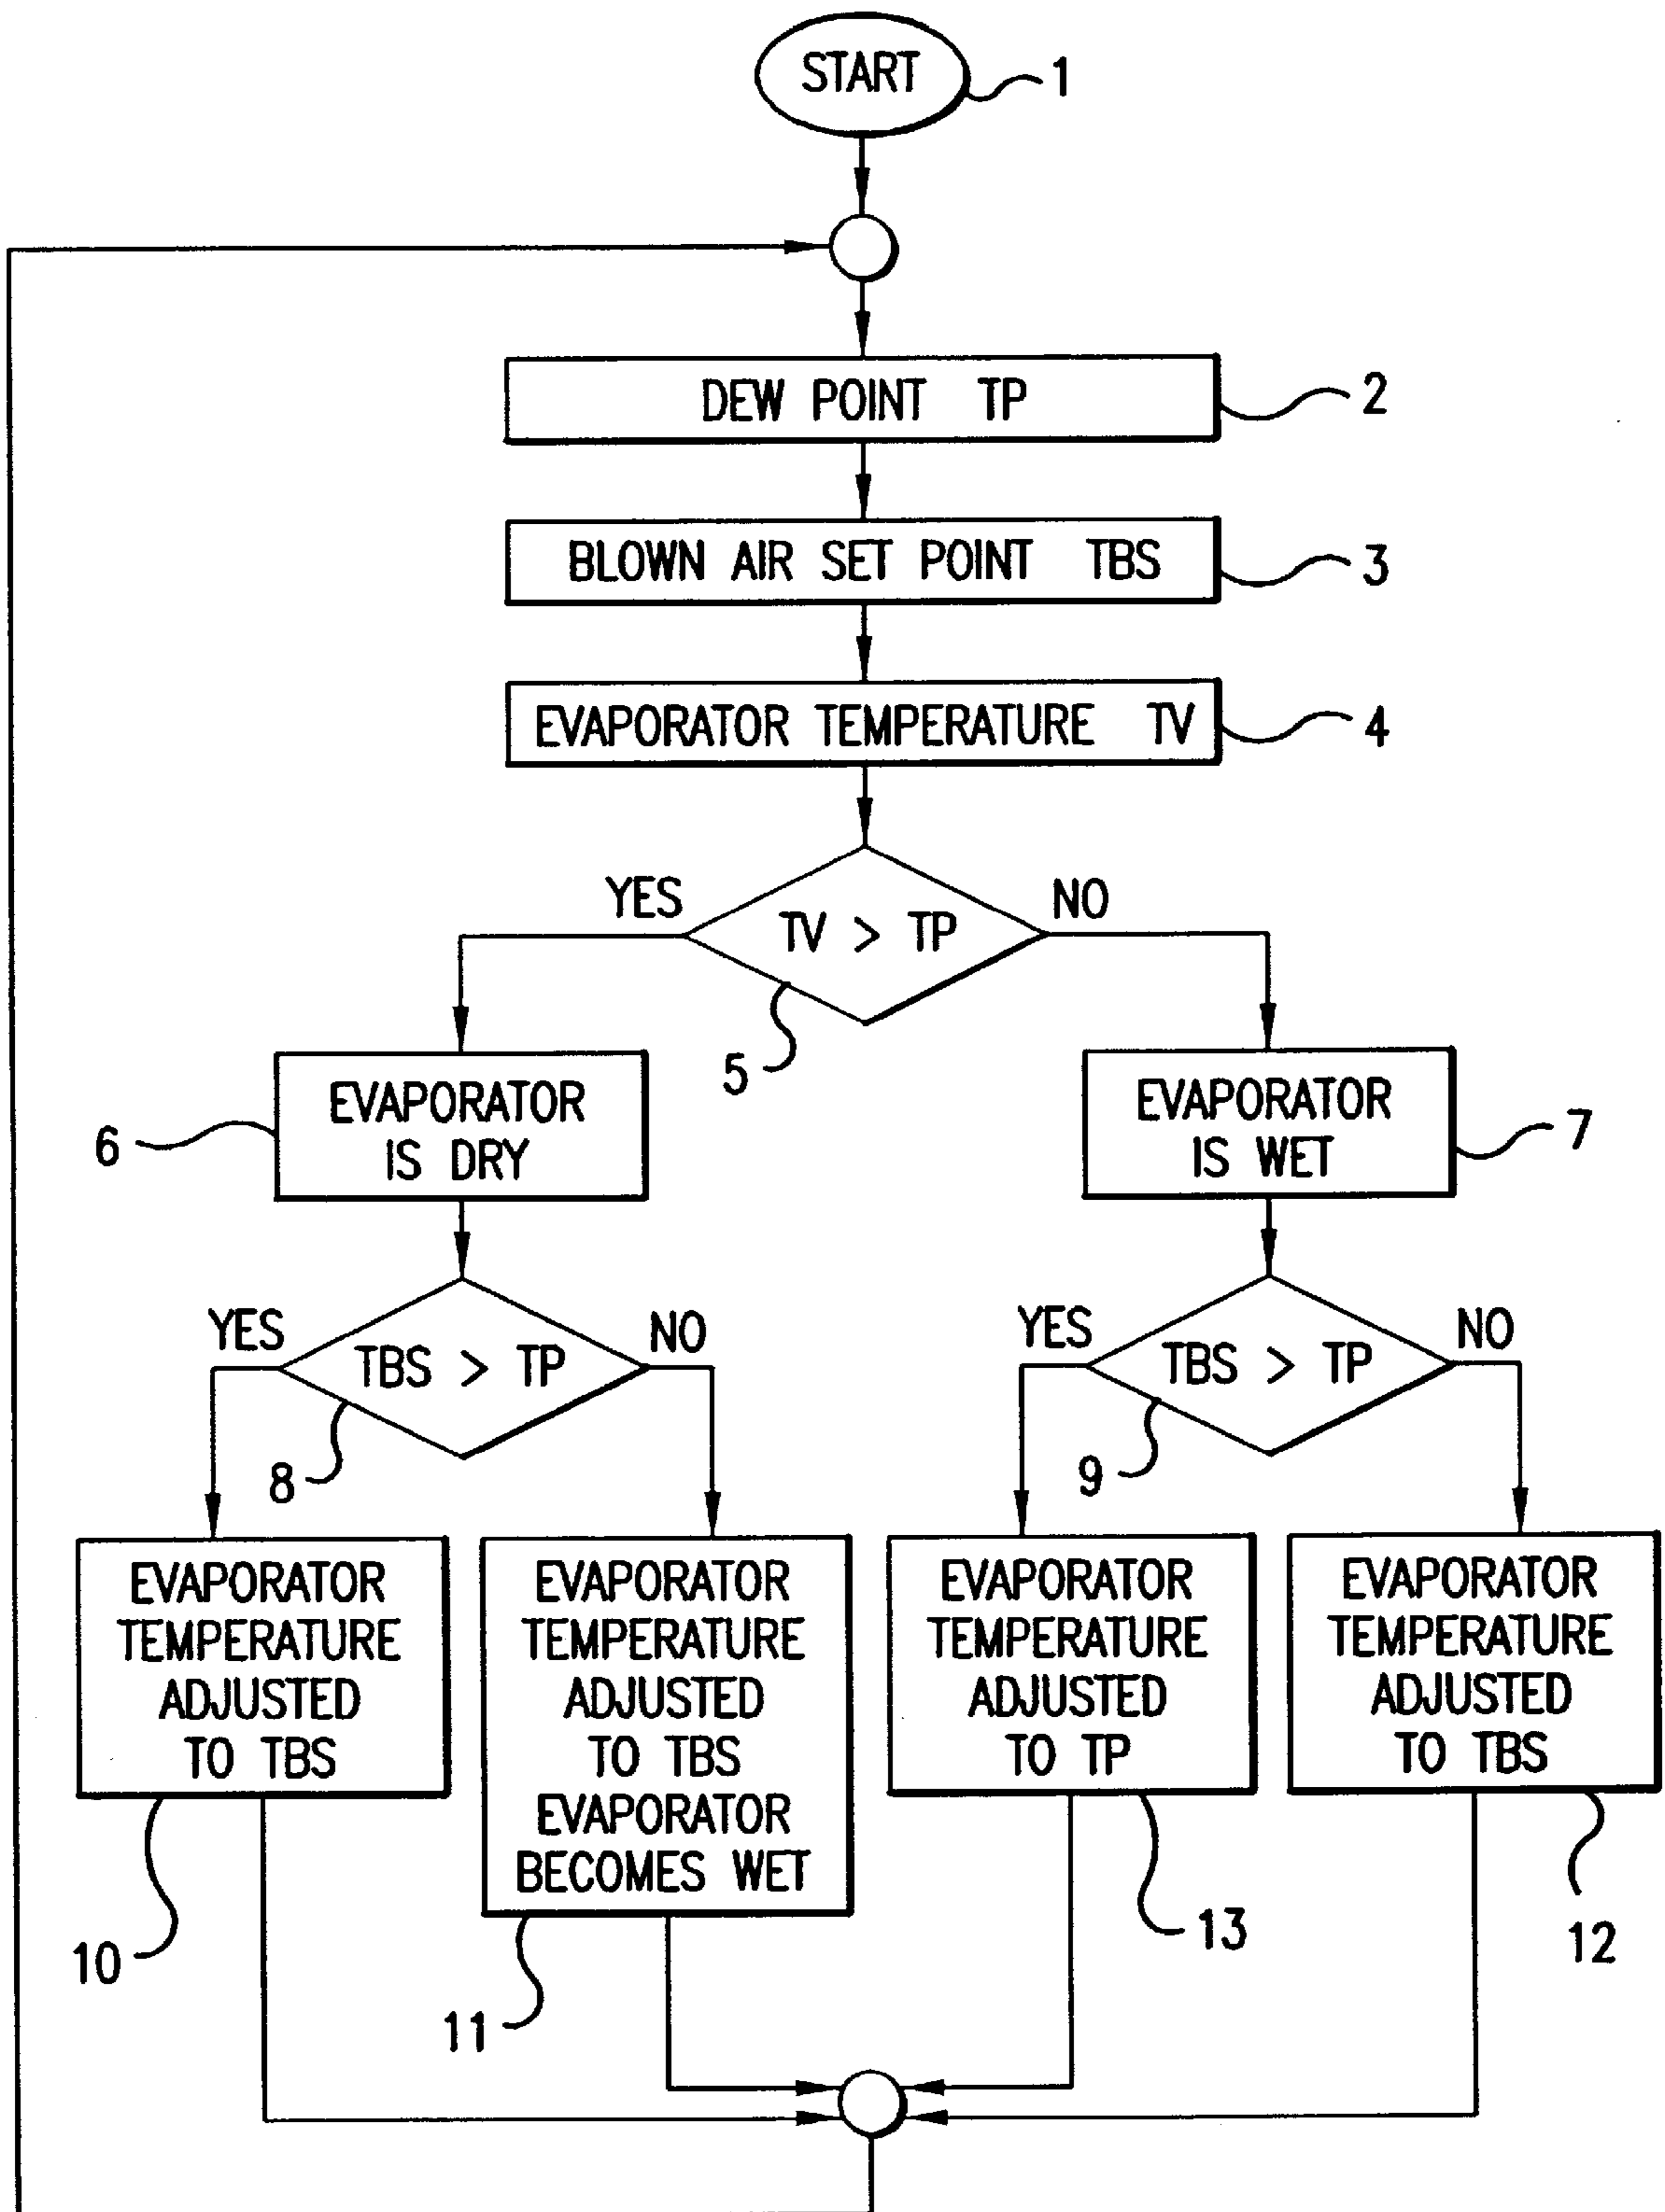 START
1
DEW POINT TP
2
BLOWN AIR SET POINT TBS
3
EVAPORATOR TEMPERATURE TV
4
YES
TV > TP
NO
5
EVAPORATOR
IS DRY
6
EVAPORATOR
IS WET
7
YES
TBS > TP
NO
8
YES
TBS > TP
NO
9
EVAPORATOR
TEMPERATURE
ADJUSTED
TO TBS
10
EVAPORATOR
TEMPERATURE
ADJUSTED
TO TBS
EVAPORATOR
BECOMES WET
11
EVAPORATOR
TEMPERATURE
ADJUSTED
TO TP
13
EVAPORATOR
TEMPERATURE
ADJUSTED
TO TBS
12